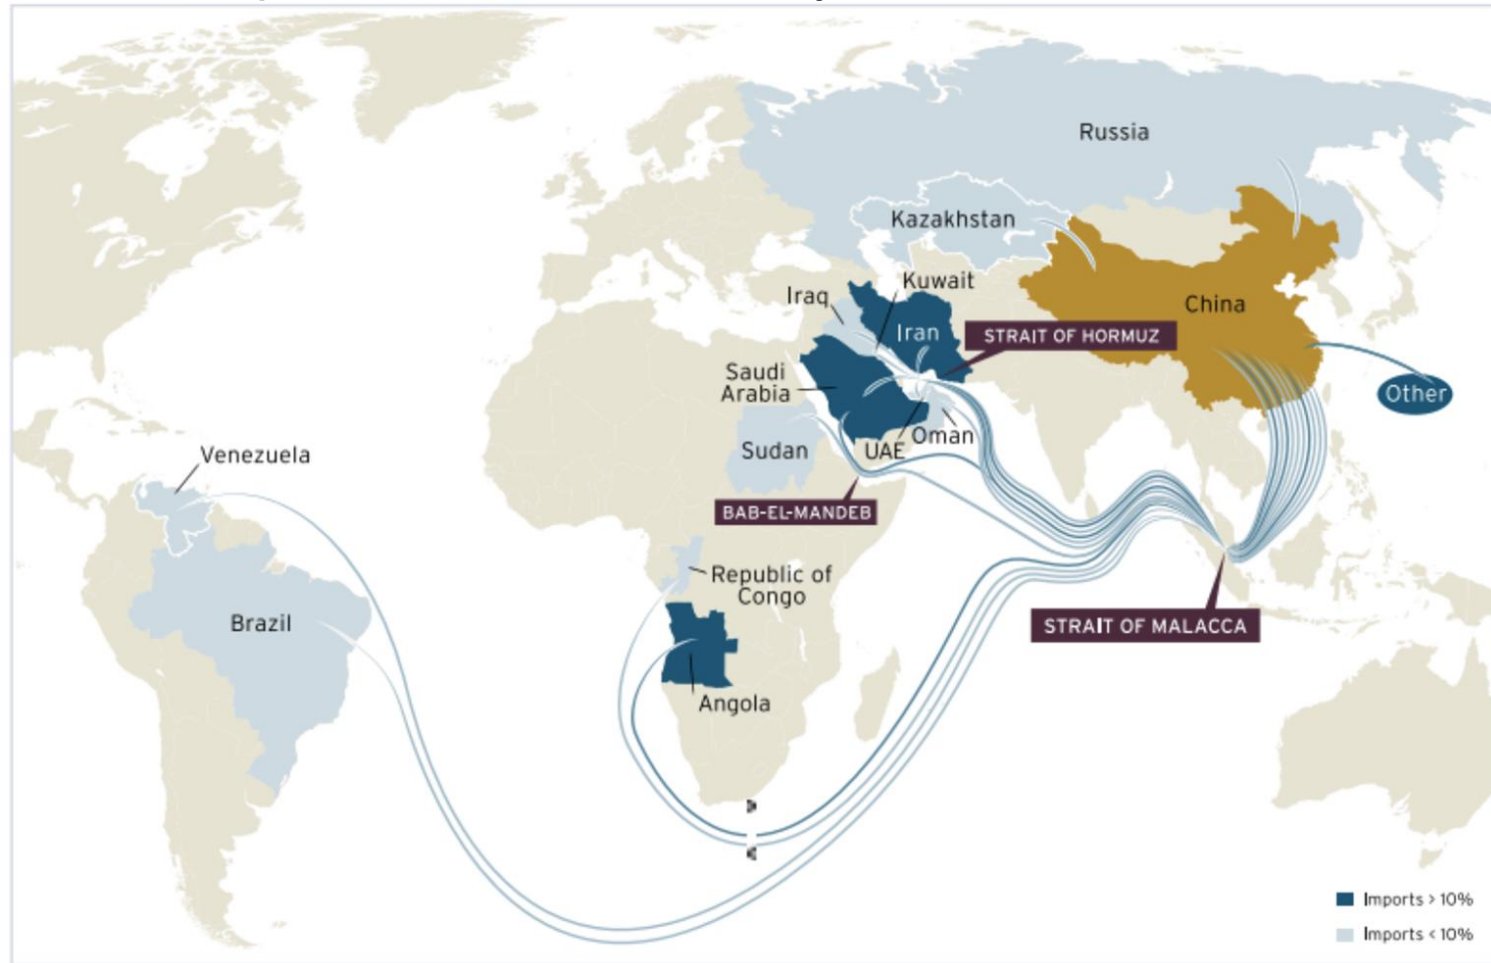 Russia
Kazakhstan
Kuwait
Iraq
China
Iran
STRAIT OF HORMUZ
Saudi
Arabia
Other
Oman
UAE
Sudan
Venezuela
BAB-EL-MANDEB
Republic of
Congo
Brazil
STRAIT OF MALACCA
Angola
Imports > 10%
Imports < 10%